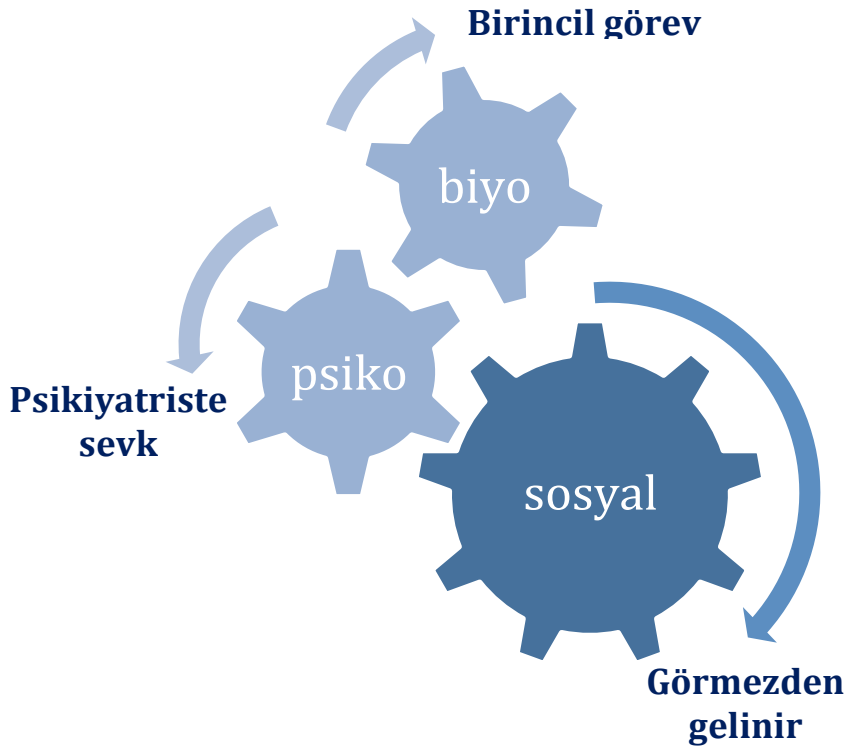 Birincil görev
biyo
psiko
Psikiyatriste
sevk
sosyal
Görmezden
gelinir